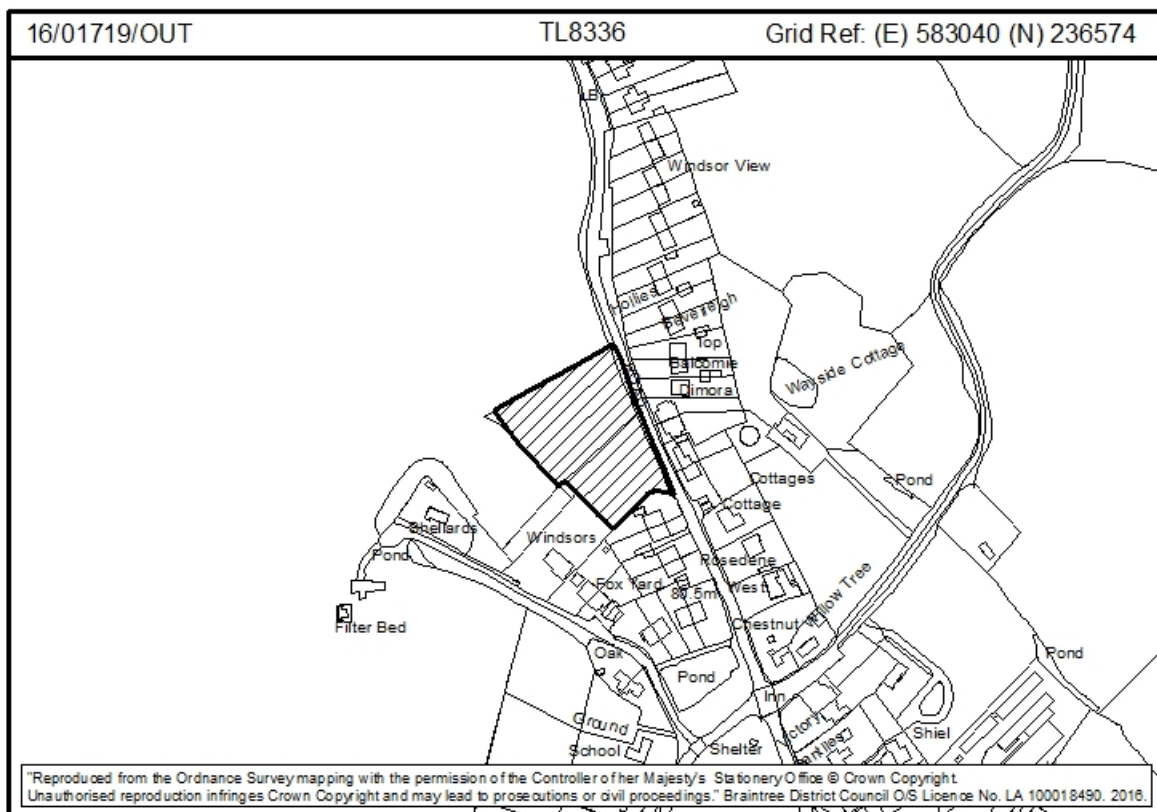 16/01719/OUT TL8336 Grid Ref: (E) 583040 (N) 236574
LB
Windsor View
Hollies
Beverleigh
Top
Wayside Cottage
Balcomie
Dimora
Cottages
Pond
Cottage
Shellards
Windsors
Pond
Rosedene
Fox Yard
West
Willow Tree
Filter Bed
Chestnut
Oak
Pond
Pond
Inn
Ground
Shiel
School
Shelter
"Reproduced from the Ordnance Survey mapping with the permission of the Controller of her Majesty's Stationery Office © Crown Copyright.
Unauthorised reproduction infringes Crown Copyright and may lead to prosecutions or civil proceedings." Braintree District Council O/S Licence No. LA 100018490, 2016.